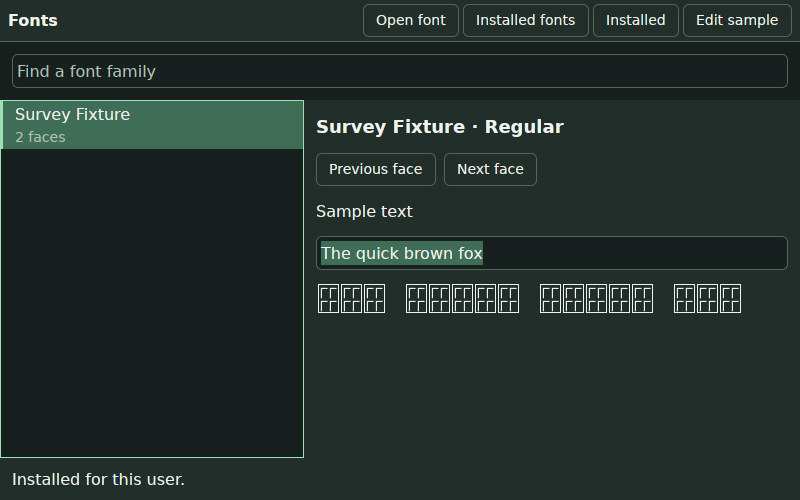 Fonts
Open font
Installed fonts
Installed
Edit sample
Find a font family
Survey Fixture
2 faces
Survey Fixture · Regular
Previous face
Next face
Sample text
The quick brown fox
Installed for this user.